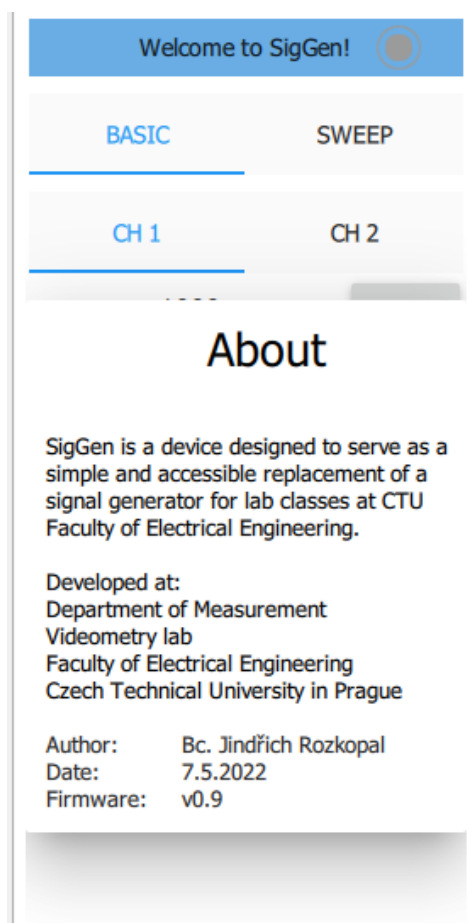 Welcome to SigGen!
BASIC SWEEP
CH 1 CH 2
About
SigGen is a device designed to serve as a
simple and accessible replacement of a
signal generator for lab classes at CTU
Faculty of Electrical Engineering.
Developed at:
Department of Measurement
Videometry lab
Faculty of Electrical Engineering
Czech Technical University in Prague
Author: Bc. Jindřich Rozkopal
Date: 7.5.2022
Firmware: v0.9